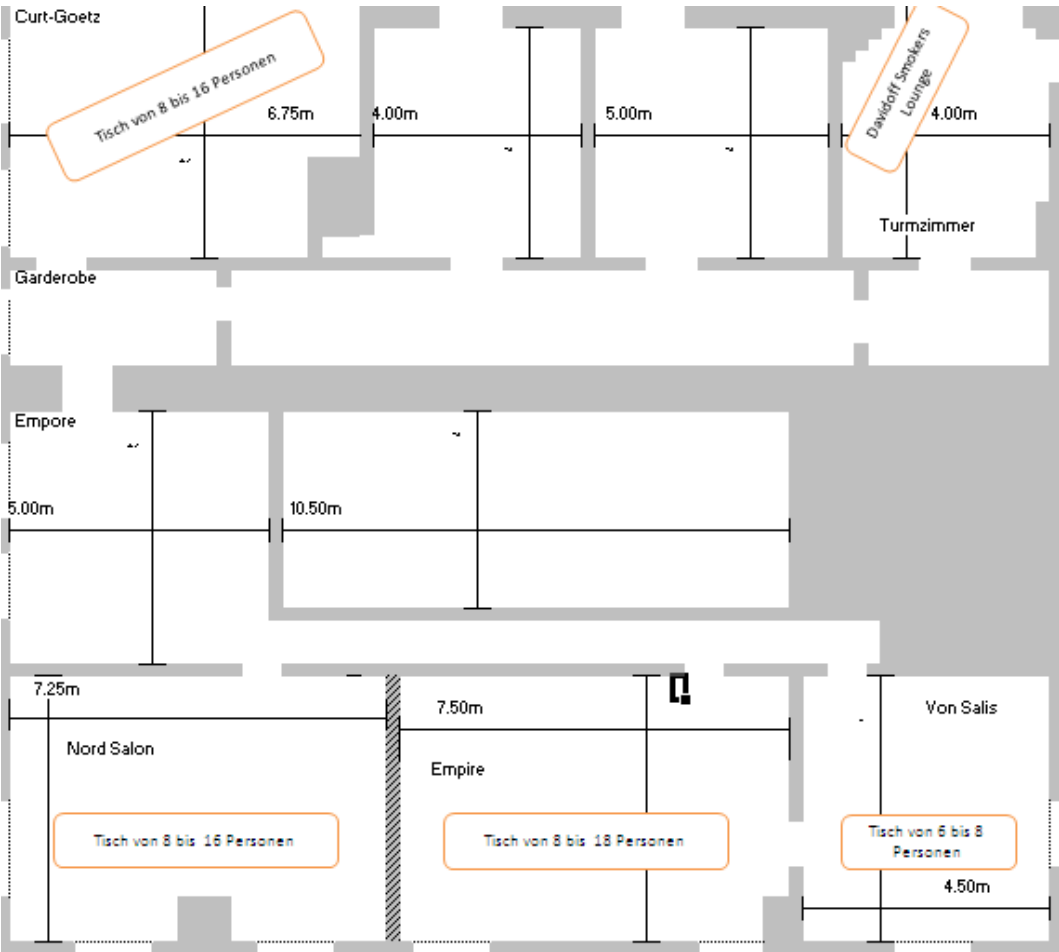 Curt-Goetz
Tisch von 8 bis 16 Personen
6.75m
4.00m
5.00m
Davidoff Smokers
Lounge
4.00m
Turmzimmer
Garderobe
Empore
5.00m
10.50m
7.25m
7.50m
Von Salis
Nord Salon
Empire
Tisch von 8 bis 16 Personen
Tisch von 8 bis 18 Personen
Tisch von 6 bis 8
Personen
4.50m